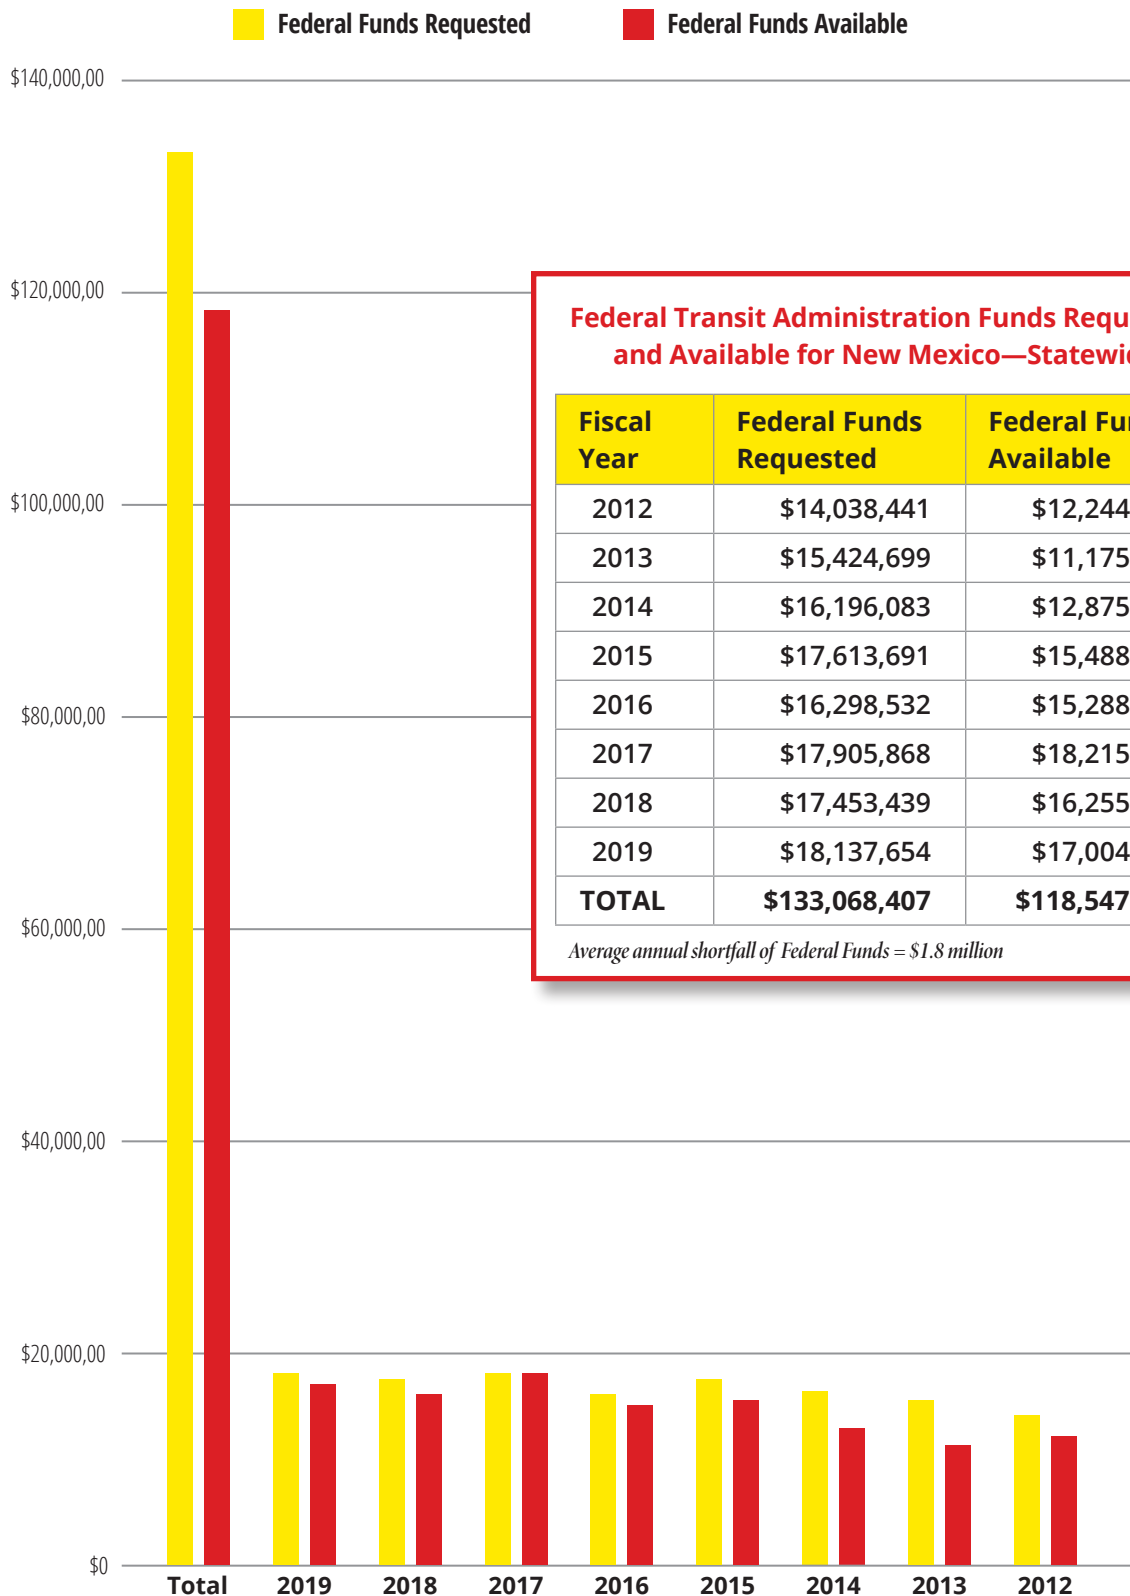 Federal Funds Requested Federal Funds Available
$140,000,00
$120,000,00
$100,000,00
$80,000,00
$60,000,00
$40,000,00
$20,000,00
$0
Federal Transit Administration Funds Requ
and Available for New Mexico—Statewi
Fiscal Year Federal Funds Requested Federal Fu Available
2012 $14,038,441 $12,244
2013 $15,424,699 $11,175
2014 $16,196,083 $12,875
2015 $17,613,691 $15,488
2016 $16,298,532 $15,288
2017 $17,905,868 $18,215
2018 $17,453,439 $16,255
2019 $18,137,654 $17,004
TOTAL $133,068,407 $118,547
Average annual shortfall of Federal Funds = $1.8 million
Total 2019 2018 2017 2016 2015 2014 2013 2012